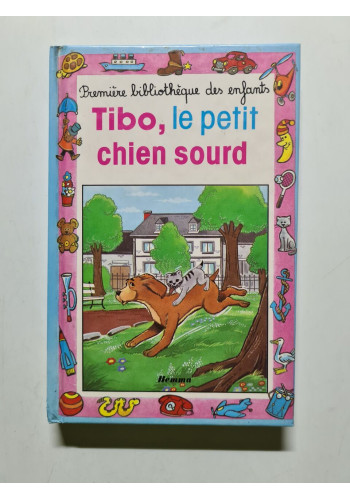 Première bibliothèque des enfants
Tibo, le petit
chien sourd
Hemma